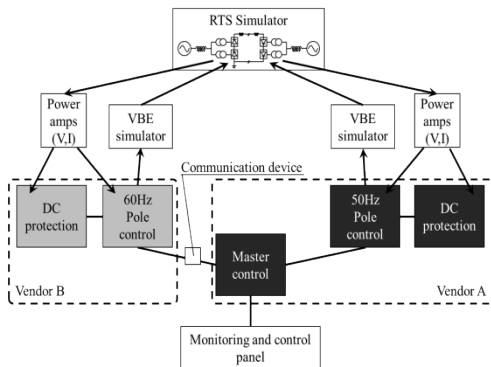 RTS Simulator
Power
amps
(V,I)
VBE
simulator
VBE
simulator
Power
amps
(V,I)
Communication device
DC
protection
60Hz
Pole
control
50Hz
Pole
control
DC
protection
Master
control
Vendor B
Vendor A
Monitoring and control
panel